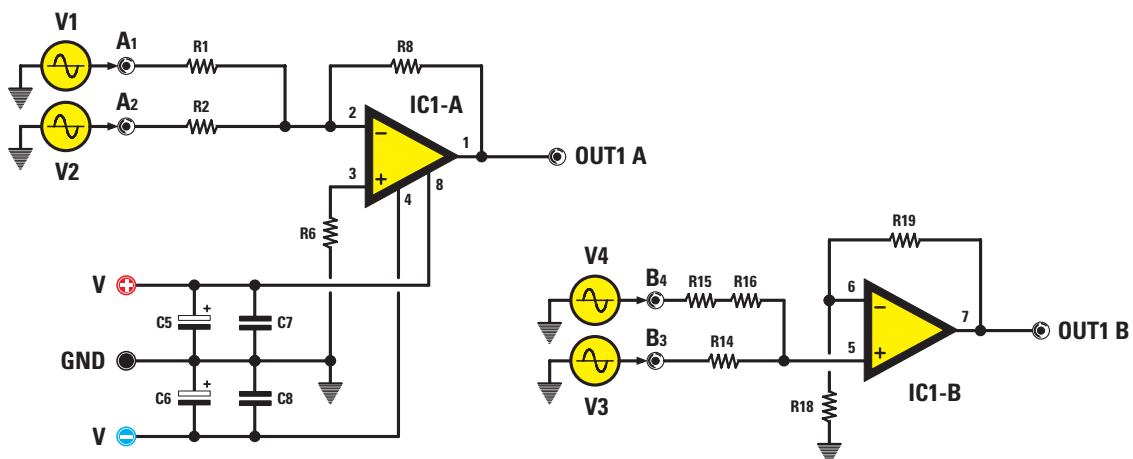 V1
A1
R1
R8
A2
R2
IC1-A
V2
2
−
1
OUT1 A
3
+
4
8
R6
V +
C5
+
C7
GND
C6
+
C8
V −
V4
B4
R15
R16
R19
6
−
7
OUT1 B
B3
R14
5
+
V3
R18
IC1-B